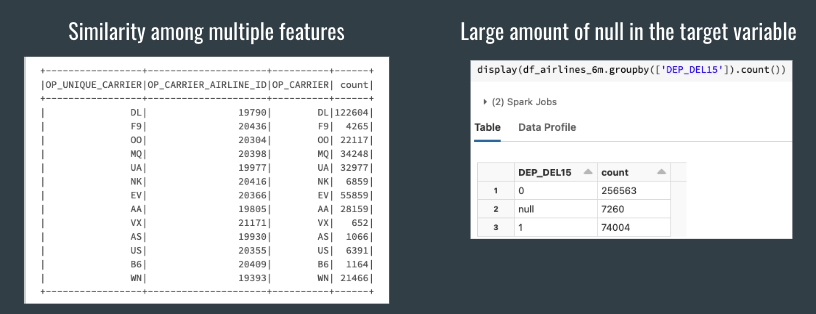 Similarity among multiple features
+-----------------+-------------------+----------+------+
|OP_UNIQUE_CARRIER|OP_CARRIER_AIRLINE_ID|OP_CARRIER| count|
+-----------------+-------------------+----------+------+
| DL| 19790| DL|122604|
| F9| 20436| F9| 4265|
| OO| 20304| OO| 22117|
| MQ| 20398| MQ| 34248|
| UA| 19977| UA| 32977|
| NK| 20416| NK| 6859|
| EV| 20366| EV| 55859|
| AA| 19805| AA| 28159|
| VX| 21171| VX| 652|
| AS| 19930| AS| 1066|
| US| 20355| US| 6391|
| B6| 20409| B6| 1164|
| WN| 19393| WN| 21466|
+-----------------+-------------------+----------+------+
Large amount of null in the target variable
display(df_airlines_6m.groupby(['DEP_DEL15']).count())
(2) Spark Jobs
Table Data Profile
DEP_DEL15 count
1 0 256563
2 null 7260
3 1 74004